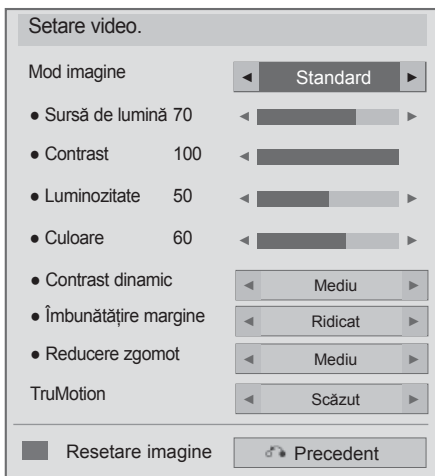 Setare video.
Mod imagine ◄ Standard ►
● Sursă de lumină 70 ◄ ►
● Contrast 100 ◄
● Luminozitate 50 ◄ ►
● Culoare 60 ◄ ►
● Contrast dinamic ◄ Mediu ►
● Îmbunătăţire margine ◄ Ridicat ►
● Reducere zgomot ◄ Mediu ►
TruMotion ◄ Scăzut ►
Resetare imagine Precedent